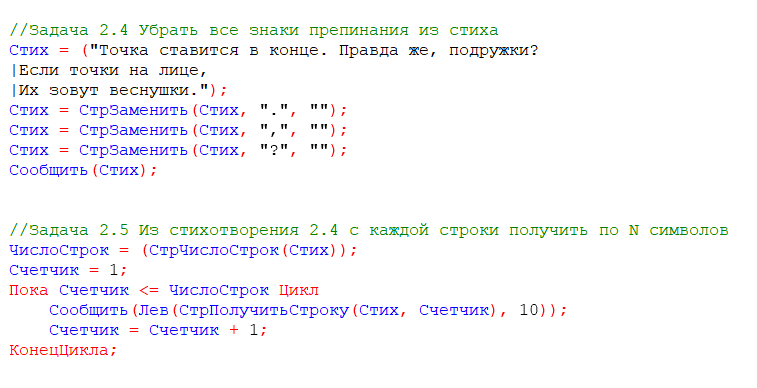 //Задача 2.4 Убрать все знаки препинания из стиха
Стих = ("Точка ставится в конце. Правда же, подружки?
|Если точки на лице,
|Их зовут веснушки.");
Стих = СтрЗаменить(Стих, ".", "");
Стих = СтрЗаменить(Стих, ",", "");
Стих = СтрЗаменить(Стих, "?", "");
Сообщить(Стих);
//Задача 2.5 Из стихотворения 2.4 с каждой строки получить по N символов
ЧислоСтрок = (СтрЧислоСтрок(Стих));
Счетчик = 1;
Пока Счетчик <= ЧислоСтрок Цикл
    Сообщить(Лев(СтрПолучитьСтроку(Стих, Счетчик), 10));
    Счетчик = Счетчик + 1;
КонецЦикла;